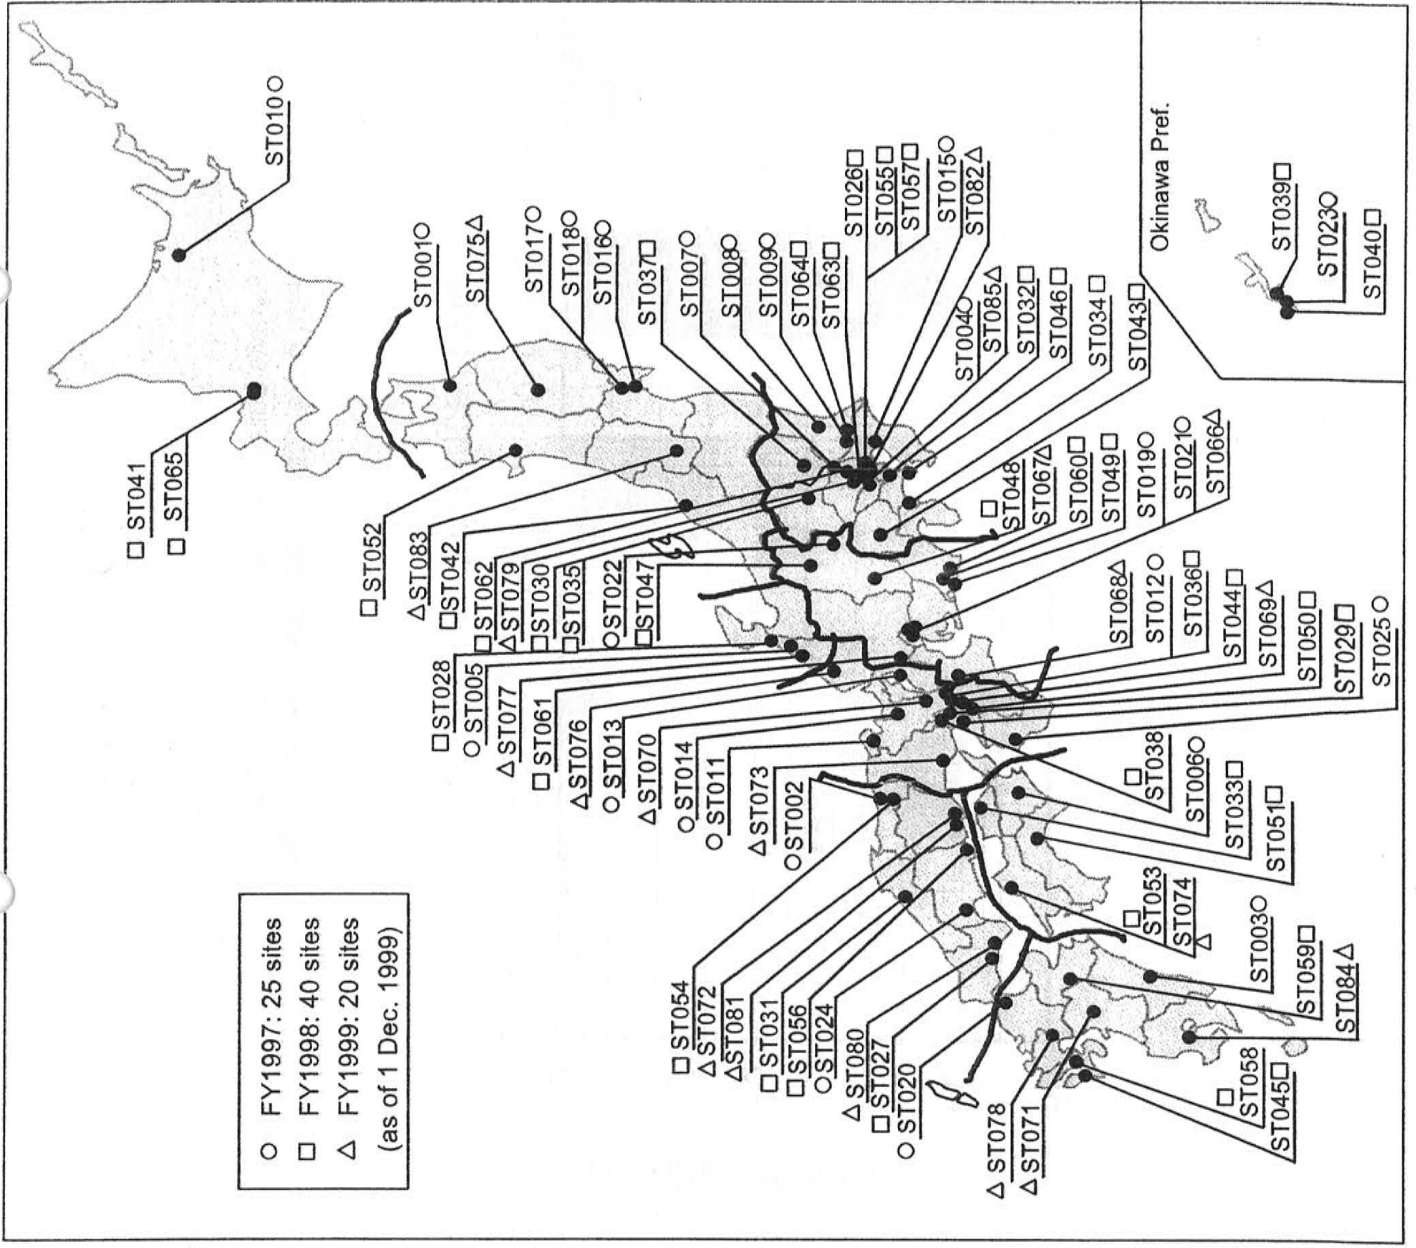 ST010○
□ ST041
□ ST065
ST001○
ST075△
ST017○
ST018○
ST016○
ST037□
ST007○
ST008○
ST009○
ST064□
ST063□
ST026□
ST055□
ST057□
ST015○
ST082△
ST004○
ST085△
ST032□
ST046□
ST034□
ST043□
Okinawa Pref.
ST039□
ST023○
ST040□
□ ST052
△ST083
□ST042
□ST062
△ST079
□ST030
□ST035
○ST022
□ST047
□ST048
ST067△
ST060□
ST049□
ST019○
ST021○
ST066△
□ST028
○ST005
△ST077
□ST061
△ST076
○ST013
△ST070
○ST014
○ST011
△ST073
○ST002
ST068△
ST012○
ST036□
ST044□
ST069△
ST050□
ST029□
ST025○
□ST038
ST006○
ST033□
ST051□
□ST054
△ST072
△ST081
□ST031
□ST056
○ST024
△ST080
□ST027
○ST020
△ST078
△ST071
□ST053
ST074△
ST003○
ST059□
ST084△
□ST058
ST045□
○ FY1997: 25 sites
□ FY1998: 40 sites
△ FY1999: 20 sites
(as of 1 Dec. 1999)